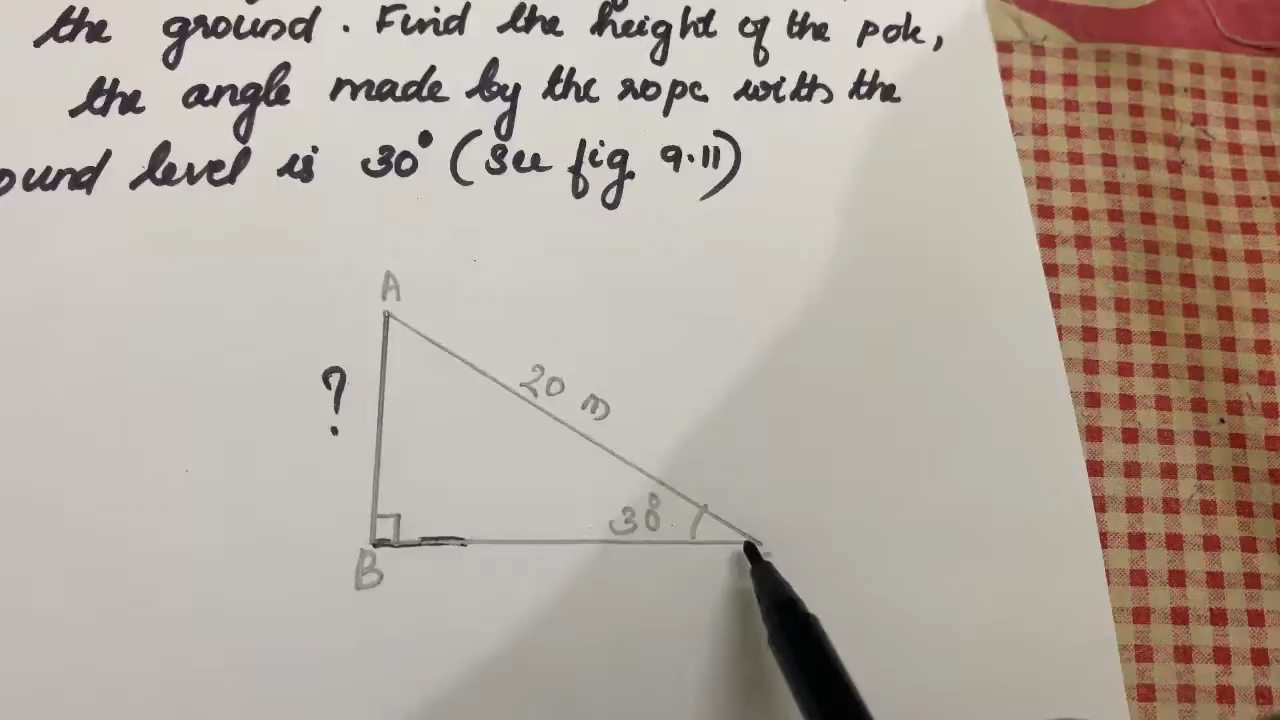 the ground. Find the height of the pole,
the angle made by the rope with the
ound level is 30° (See fig 9.11)
A
?
20 m
30°
B